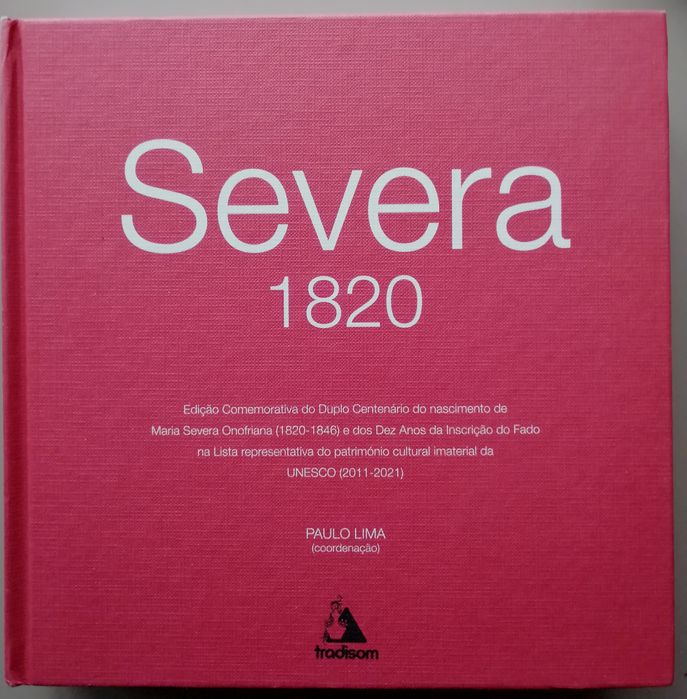 Severa
1820
Edição Comemorativa do Duplo Centenário do nascimento de
Maria Severa Onofriana (1820-1846) e dos Dez Anos da Inscrição do Fado
na Lista representativa do património cultural imaterial da
UNESCO (2011-2021)
PAULO LIMA
(coordenação)
tradisom